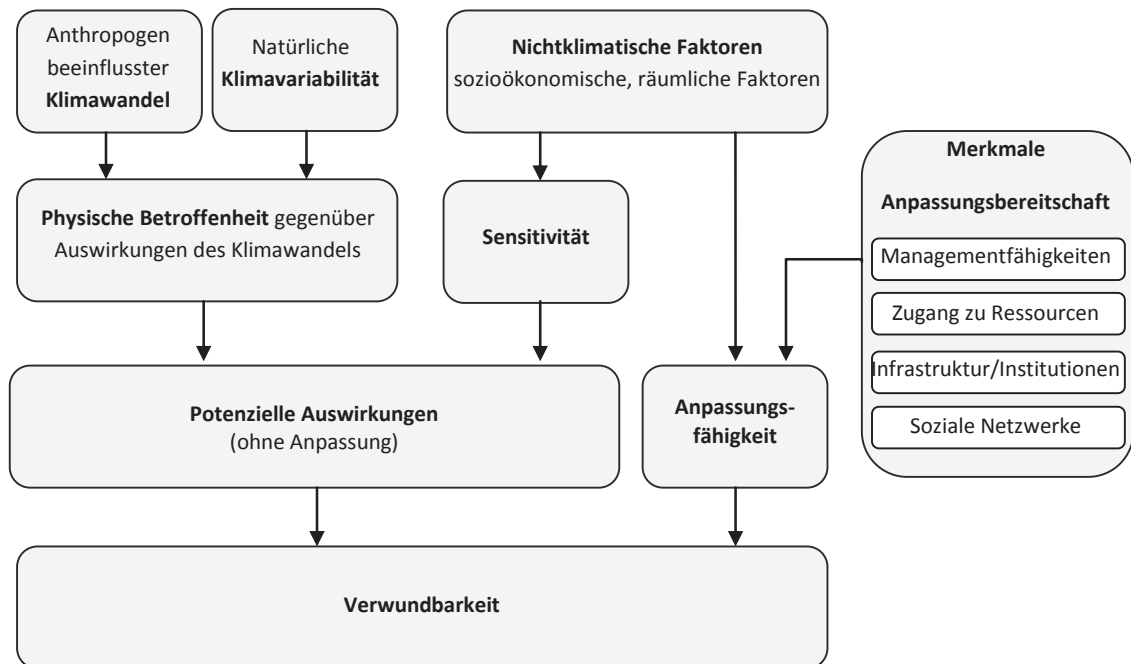 Anthropogen
beeinflusster
Klimawandel
Natürliche
Klimavariabilität
Nichtklimatische Faktoren
sozioökonomische, räumliche Faktoren
Physische Betroffenheit gegenüber
Auswirkungen des Klimawandels
Sensitivität
Merkmale
Anpassungsbereitschaft
Managementfähigkeiten
Zugang zu Ressourcen
Infrastruktur/Institutionen
Soziale Netzwerke
Potenzielle Auswirkungen
(ohne Anpassung)
Anpassungs-
fähigkeit
Verwundbarkeit